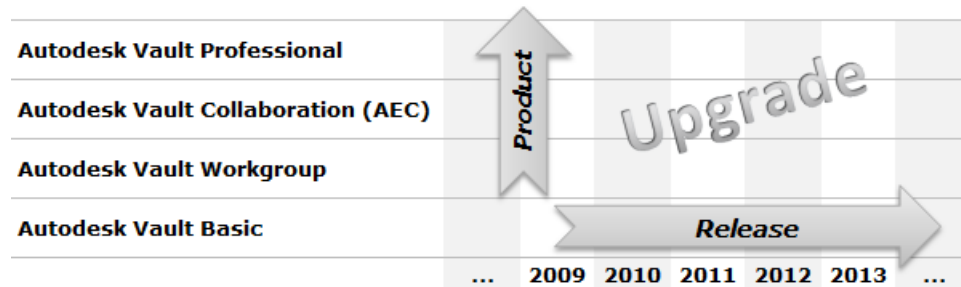 Autodesk Vault Professional
Autodesk Vault Collaboration (AEC)
Autodesk Vault Workgroup
Autodesk Vault Basic
Product
Upgrade
Release
... 2009 2010 2011 2012 2013 ...